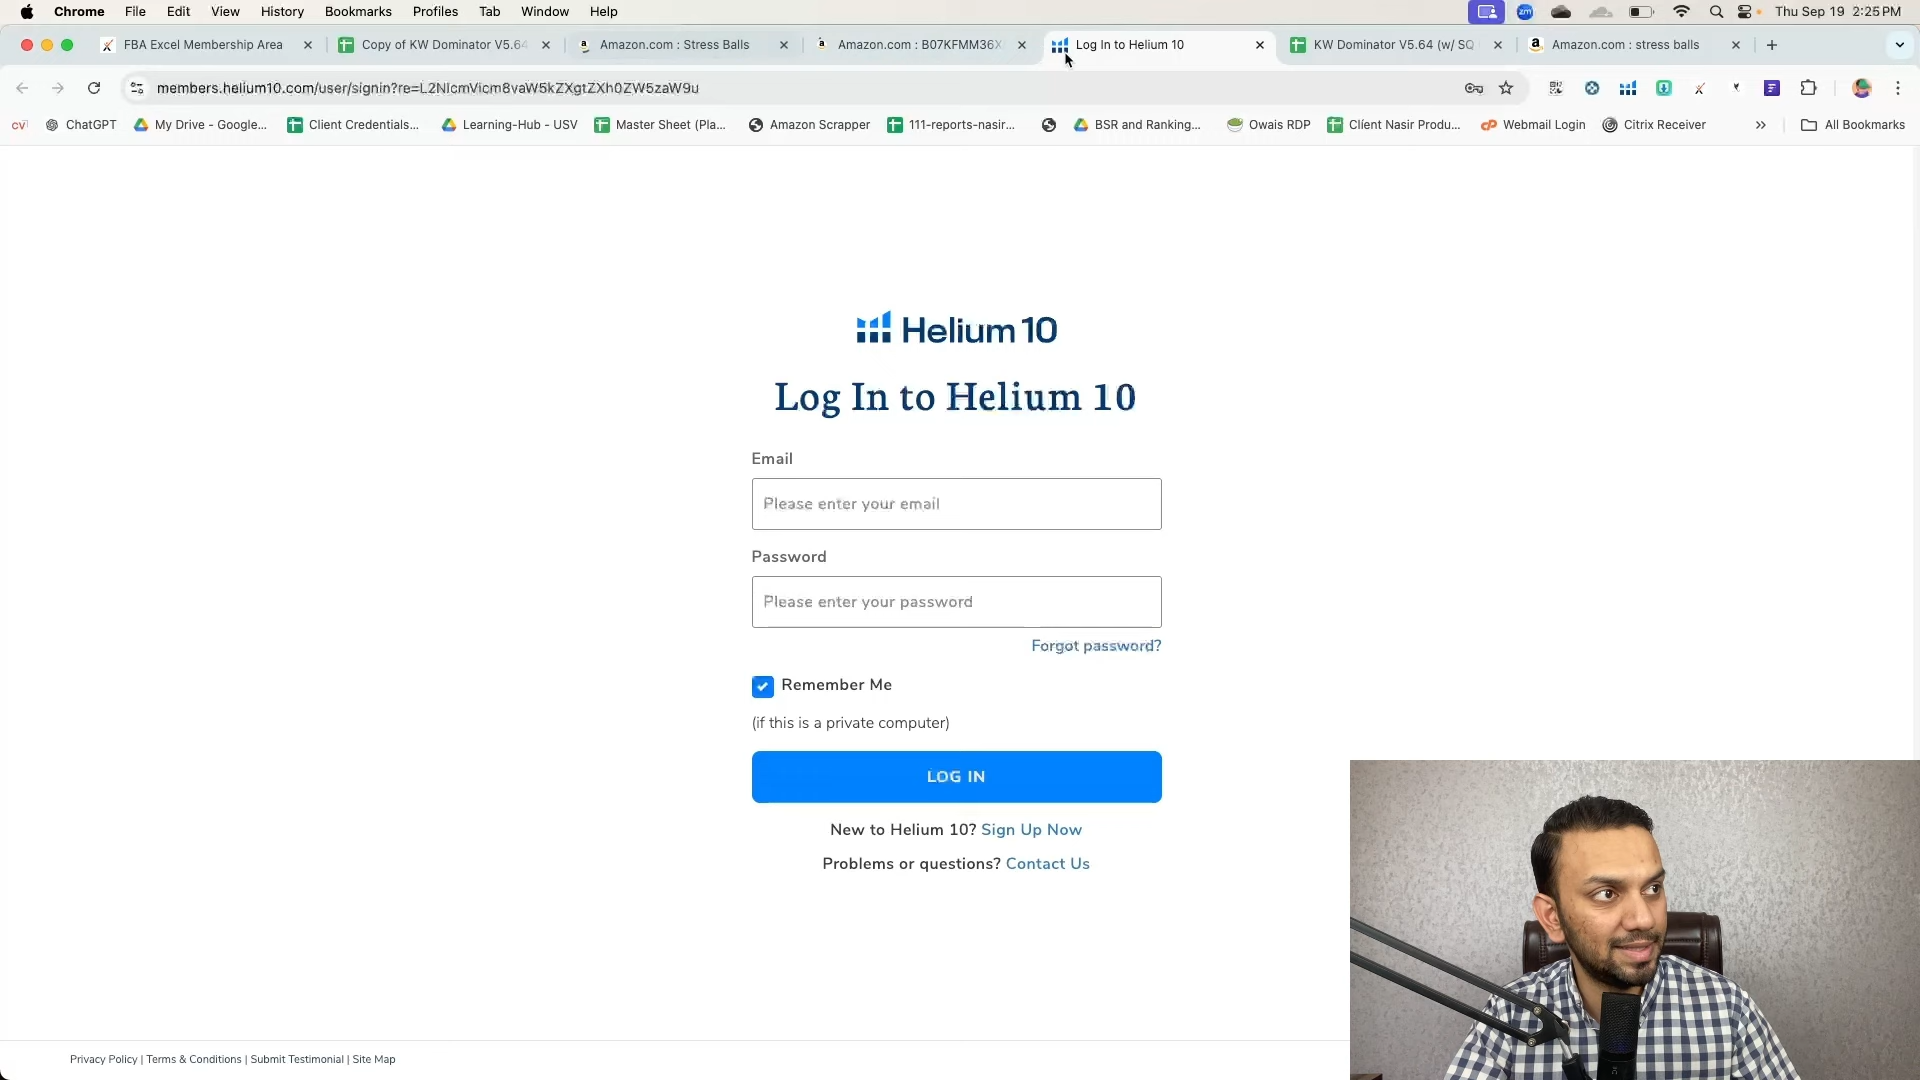 Chrome File Edit View History Bookmarks Profiles Tab Window Help
zm
Thu Sep 19 2:25 PM
FBA Excel Membership Area
Copy of KW Dominator V5.64
Amazon.com : Stress Balls
Amazon.com : B07KFMM36X
Log In to Helium 10
KW Dominator V5.64 (w/ SQ
Amazon.com : stress balls
ChatGPT
My Drive - Google...
Client Credentials...
Learning-Hub - USV
Master Sheet (Pla...
Amazon Scrapper
111-reports-nasir...
BSR and Ranking...
Owais RDP
Client Nasir Produ...
Webmail Login
Citrix Receiver
All Bookmarks
Helium 10
Log In to Helium 10
Email
Please enter your email
Password
Please enter your password
Forgot password?
Remember Me
(if this is a private computer)
LOG IN
New to Helium 10? Sign Up Now
Problems or questions? Contact Us
Privacy Policy | Terms & Conditions | Submit Testimonial | Site Map